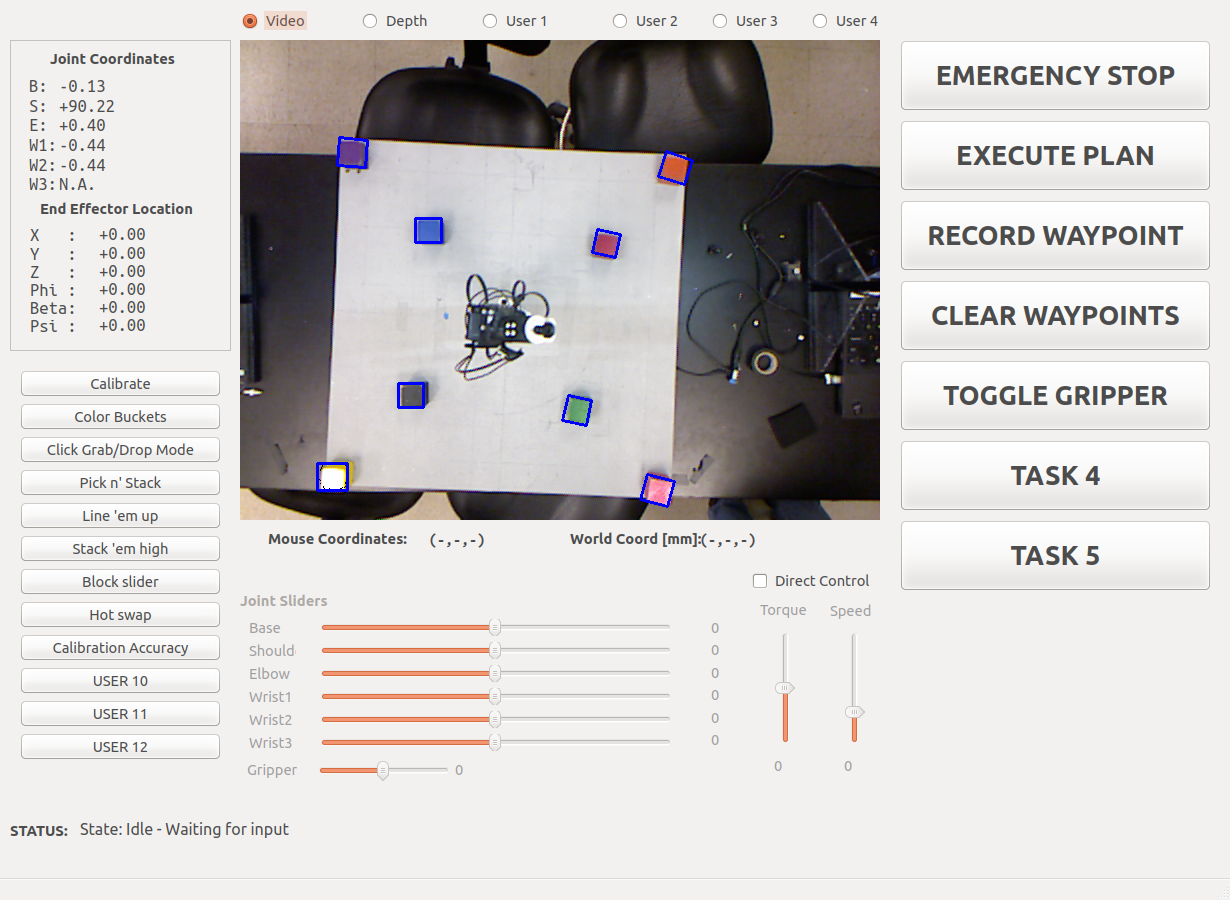 Video Depth User 1 User 2 User 3 User 4
Joint Coordinates
B: -0.13
S: +90.22
E: +0.40
W1:-0.44
W2:-0.44
W3:N.A.
End Effector Location
X : +0.00
Y : +0.00
Z : +0.00
Phi : +0.00
Beta: +0.00
Psi : +0.00
Calibrate
Color Buckets
Click Grab/Drop Mode
Pick n' Stack
Line 'em up
Stack 'em high
Block slider
Hot swap
Calibration Accuracy
USER 10
USER 11
USER 12
Mouse Coordinates: (-,-,-) World Coord [mm]:(-,-,-)
Direct Control
Joint Sliders
Torque Speed
Base 0
Should 0
Elbow 0
Wrist1 0
Wrist2 0
Wrist3 0
Gripper 0
0 0
EMERGENCY STOP
EXECUTE PLAN
RECORD WAYPOINT
CLEAR WAYPOINTS
TOGGLE GRIPPER
TASK 4
TASK 5
STATUS: State: Idle - Waiting for input